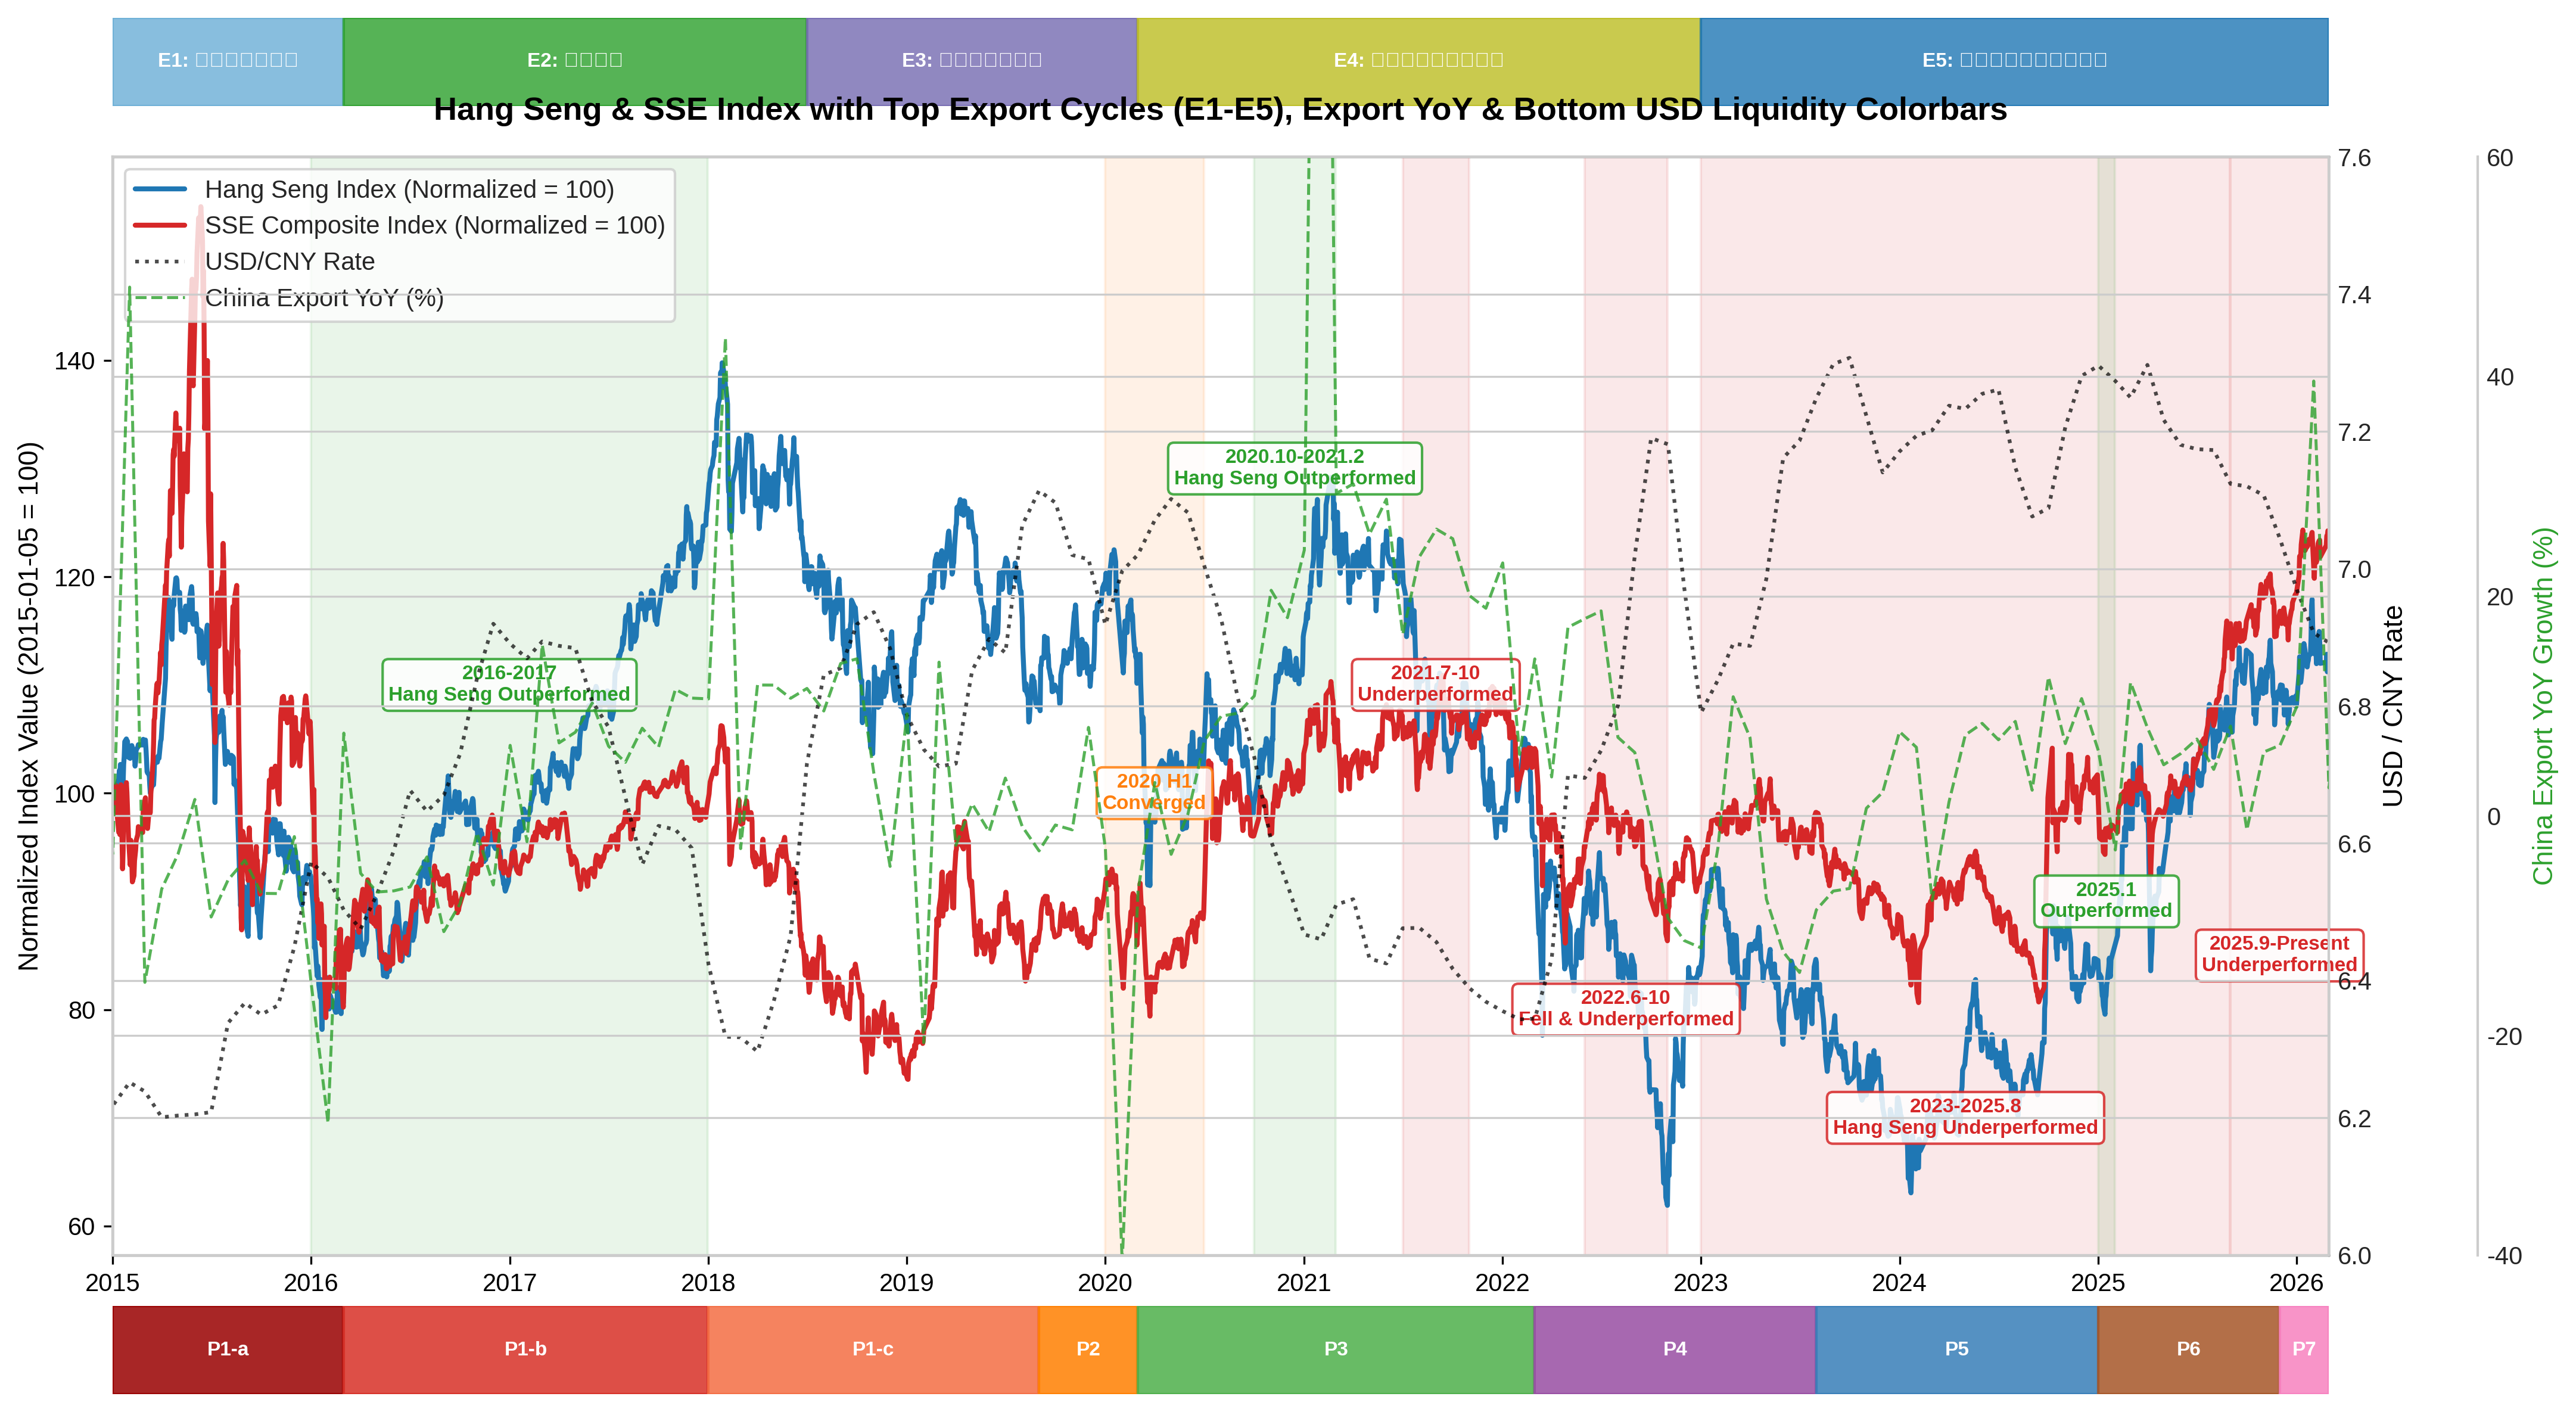 E1:
E2:
E3:
E4:
E5:
Hang Seng & SSE Index with Top Export Cycles (E1-E5), Export YoY & Bottom USD Liquidity Colorbars
Hang Seng Index (Normalized = 100)
SSE Composite Index (Normalized = 100)
USD/CNY Rate
China Export YoY (%)
Normalized Index Value (2015-01-05 = 100)
140
120
100
80
60
2016-2017
Hang Seng Outperformed
2020 H1
Converged
2020.10-2021.2
Hang Seng Outperformed
2021.7-10
Underperformed
2022.6-10
Fell & Underperformed
2023-2025.8
Hang Seng Underperformed
2025.1
Outperformed
2025.9-Present
Underperformed
7.6
7.4
7.2
7.0
6.8
6.6
6.4
6.2
6.0
USD / CNY Rate
60
40
20
0
-20
-40
China Export YoY Growth (%)
2015
2016
2017
2018
2019
2020
2021
2022
2023
2024
2025
2026
P1-a
P1-b
P1-c
P2
P3
P4
P5
P6
P7